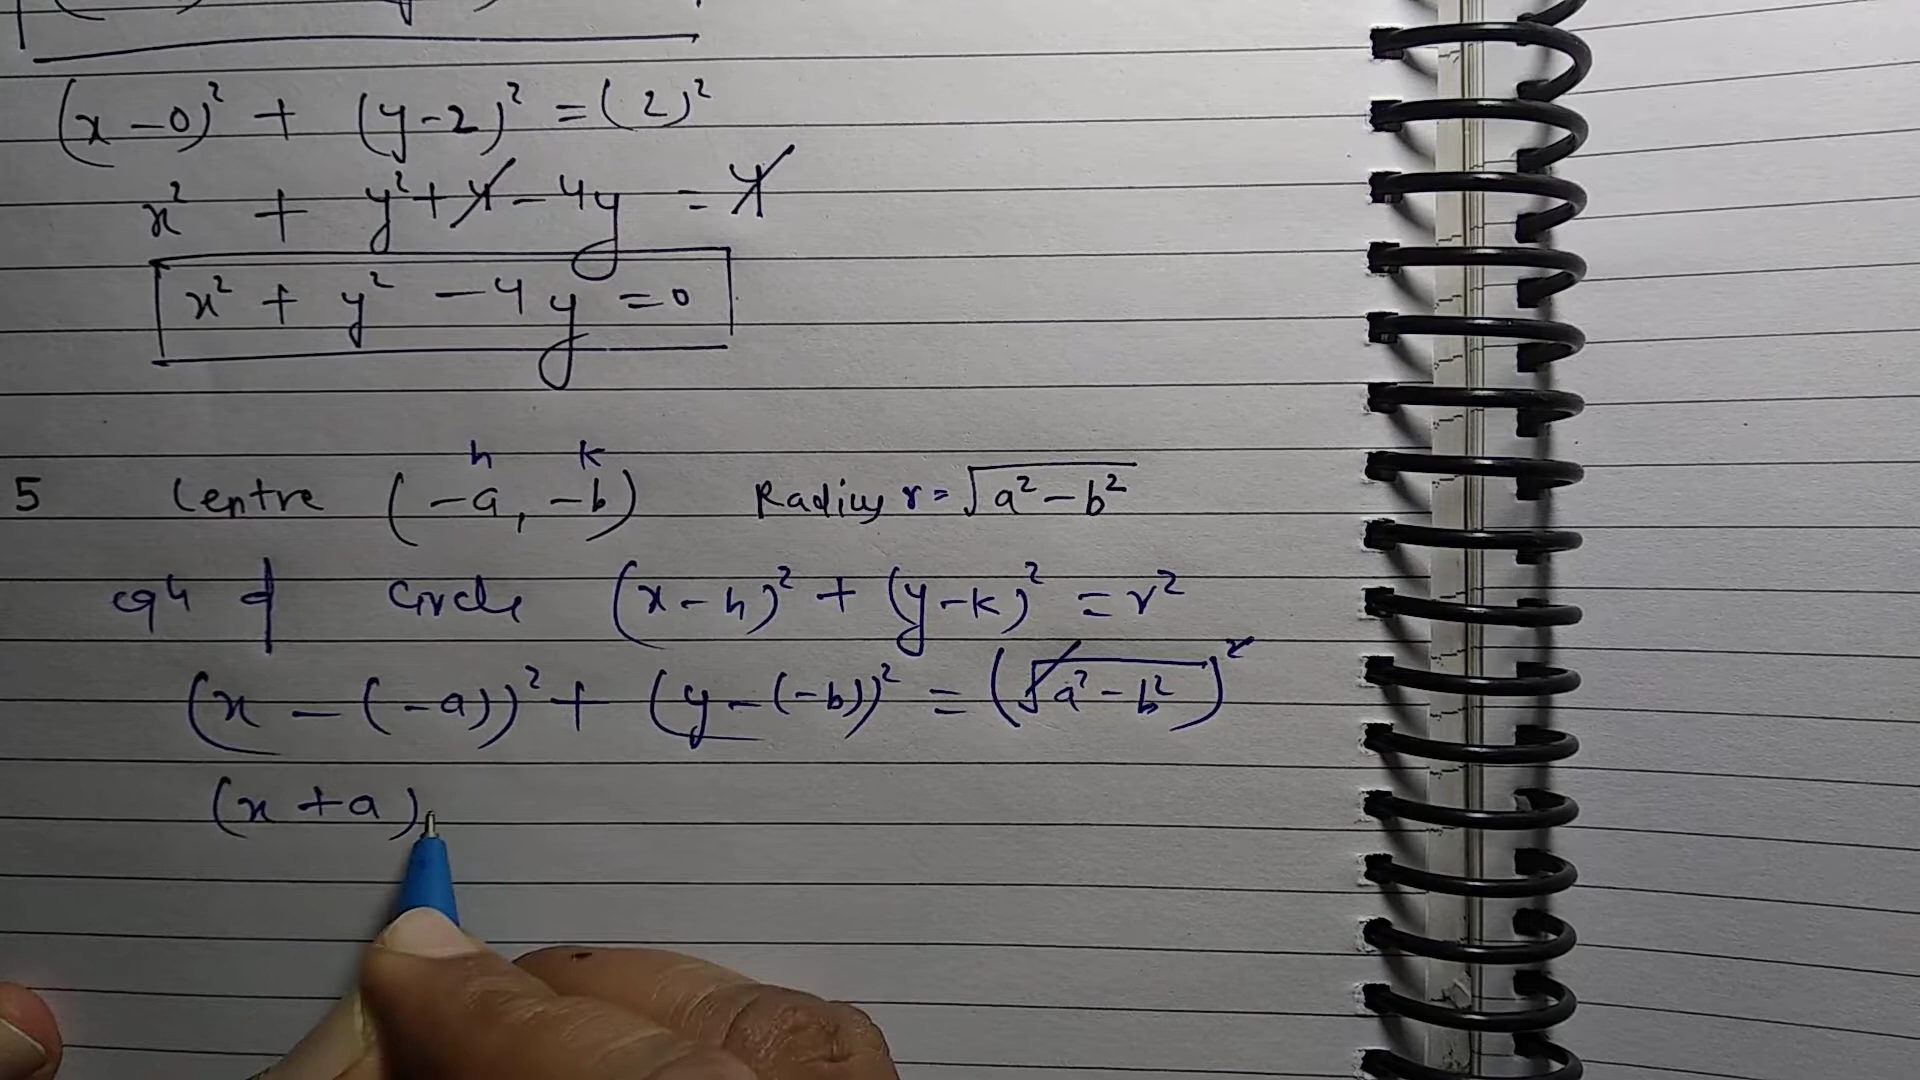 (x-0)² + (y-2)² = (2)²
x² + y² + 4 - 4y = 4
x² + y² - 4y = 0
h k
5 Centre (-a, -b) Radius r = √a² - b²
eqn of Circle (x-h)² + (y-k)² = r²
(x - (-a))² + (y - (-b))² = (√a² - b²)²
(x + a)